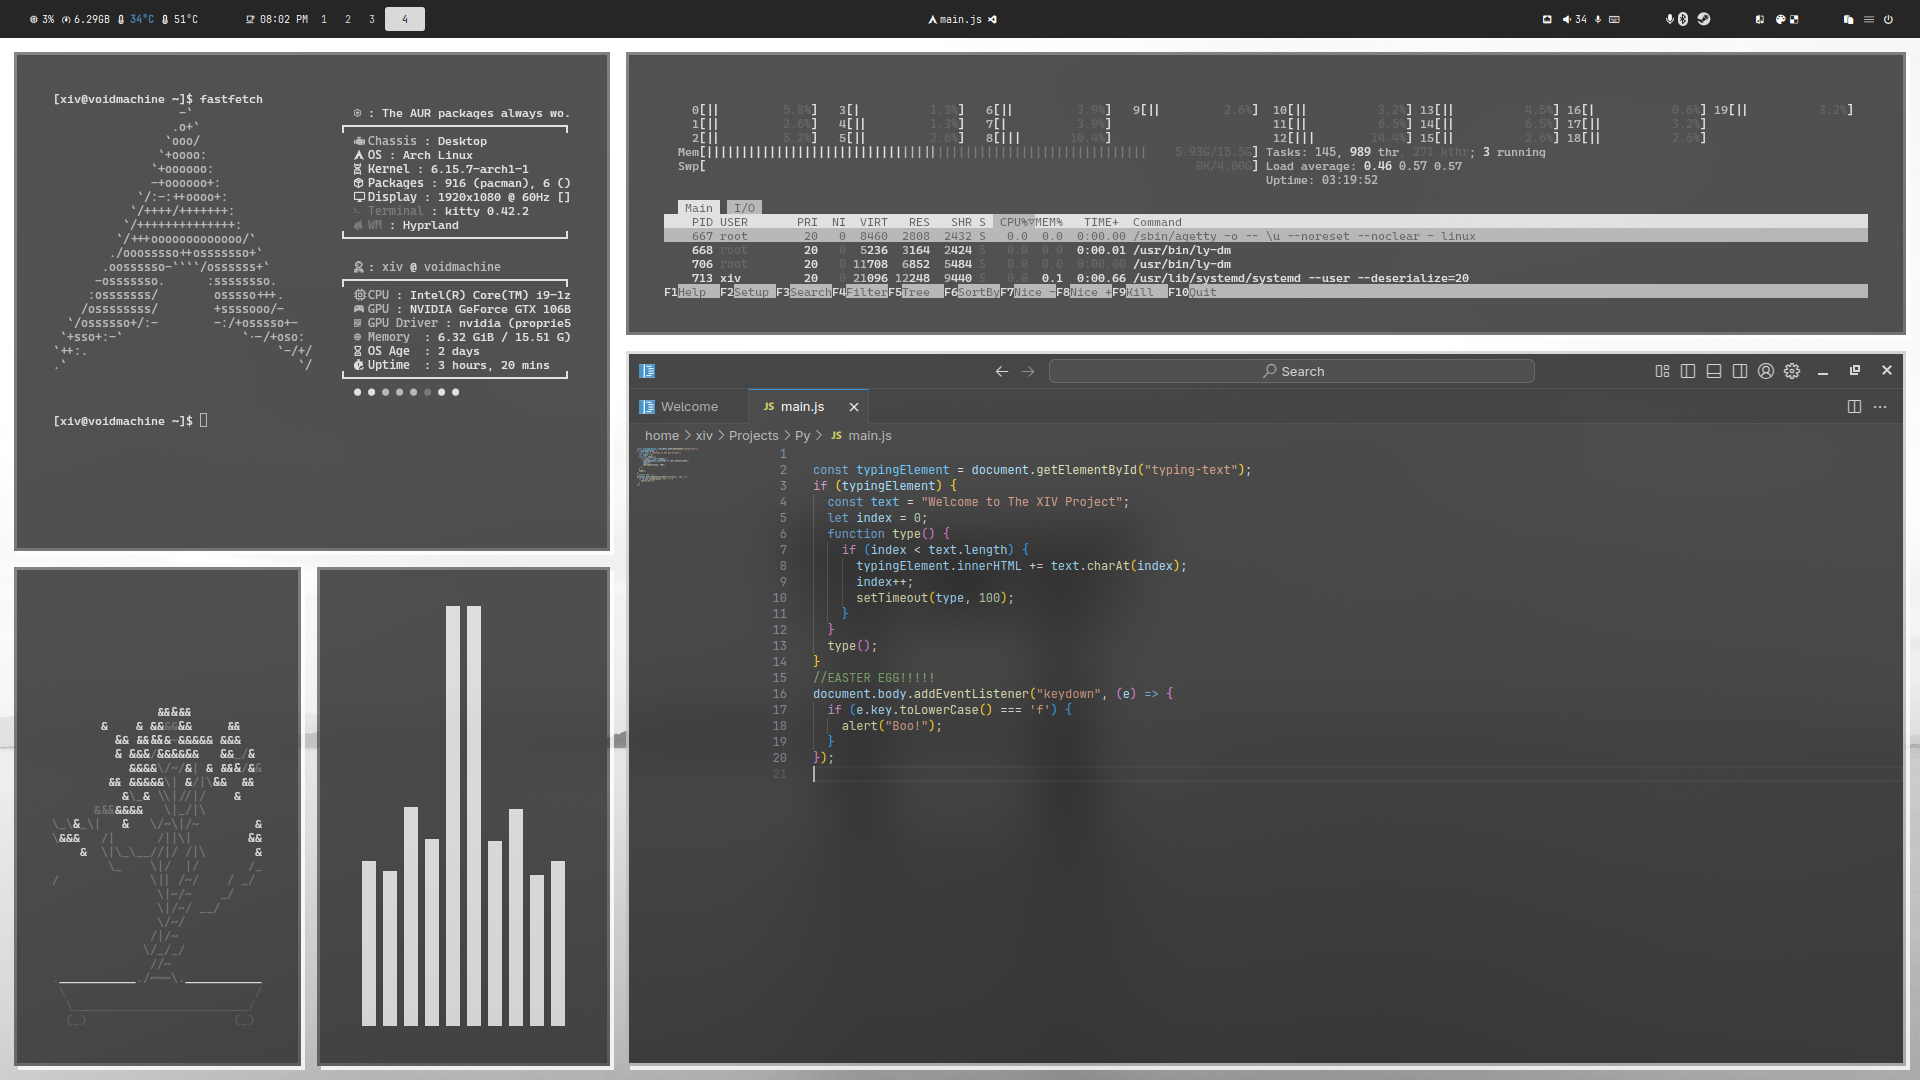 3% 6.29GB 34°C 51°C 08:02 PM 1 2 3 4
main.js
34
[xiv@voidmachine ~]$ fastfetch
: The AUR packages always wo.
Chassis : Desktop
OS : Arch Linux
Kernel : 6.15.7-arch1-1
Packages : 916 (pacman), 6 ()
Display : 1920x1080 @ 60Hz []
Terminal : kitty 0.42.2
WM : Hyprland
: xiv @ voidmachine
CPU : Intel(R) Core(TM) i9-1z
GPU : NVIDIA GeForce GTX 106B
GPU Driver : nvidia (proprie5
Memory : 6.32 GiB / 15.51 G)
OS Age : 2 days
Uptime : 3 hours, 20 mins
[xiv@voidmachine ~]$
0[|| 5.8%] 3[| 1.3%] 6[|| 3.9%] 9[|| 2.6%] 10[|| 3.2%] 13[|| 4.5%] 16[| 0.6%] 19[|| 3.2%]
1[|| 2.6%] 4[|| 1.3%] 7[| 3.9%] 11[|| 6.5%] 14[|| 6.5%] 17[|| 3.2%]
2[|| 5.2%] 5[|| 2.6%] 8[||| 10.4%] 12[||| 14.4%] 15[|| 2.6%] 18[|| 2.6%]
Mem[ 5.93G/15.5G] Tasks: 145, 989 thr, 271 kthr; 3 running
Swp[ 0K/4.00G] Load average: 0.46 0.57 0.57
Uptime: 03:19:52
Main I/O
PID USER PRI NI VIRT RES SHR S CPU%▽MEM% TIME+ Command
667 root 20 0 8460 2808 2432 S 0.0 0.0 0:00.00 /sbin/agetty -o -- \u --noreset --noclear - linux
668 root 20 0 5236 3164 2424 S 0.0 0.0 0:00.01 /usr/bin/ly-dm
706 root 20 0 11708 6852 5484 S 0.0 0.0 0:00.00 /usr/bin/ly-dm
713 xiv 20 0 21096 12248 9440 S 0.0 0.1 0:00.66 /usr/lib/systemd/systemd --user --deserialize=20
F1Help F2Setup F3SearchF4FilterF5Tree F6SortByF7Nice -F8Nice +F9Kill F10Quit
Search
Welcome
JS main.js
home > xiv > Projects > Py > JS main.js
1
2 const typingElement = document.getElementById("typing-text");
3 if (typingElement) {
4 const text = "Welcome to The XIV Project";
5 let index = 0;
6 function type() {
7 if (index < text.length) {
8 typingElement.innerHTML += text.charAt(index);
9 index++;
10 setTimeout(type, 100);
11 }
12 }
13 type();
14 }
15 //EASTER EGG!!!!!
16 document.body.addEventListener("keydown", (e) => {
17 if (e.key.toLowerCase() === 'f') {
18 alert("Boo!");
19 }
20 });
21